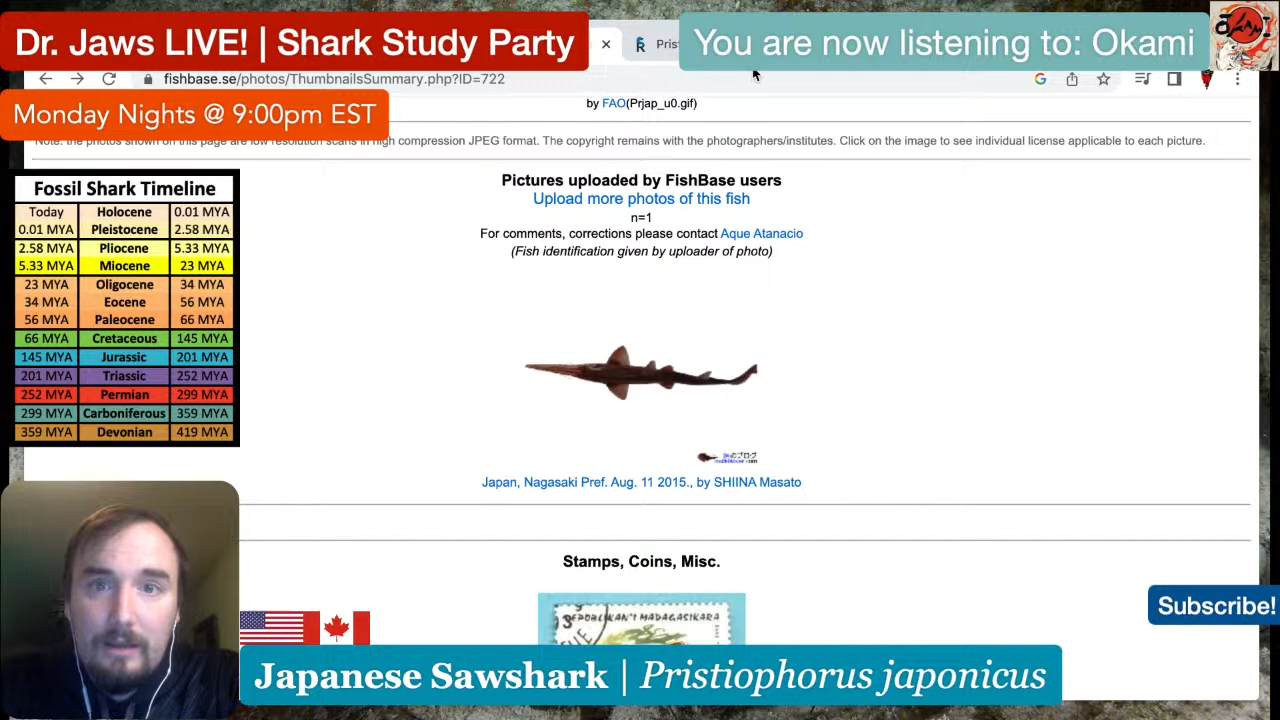 Dr. Jaws LIVE! | Shark Study Party
You are now listening to: Okami
fishbase.se/photos/ThumbnailsSummary.php?ID=722
Monday Nights @ 9:00pm EST
by FAO(Prjap_u0.gif)
Note: the photos shown on this page are low resolution scans in high compression JPEG format. The copyright remains with the photographers/institutes. Click on the image to see individual license applicable to each picture.
Fossil Shark Timeline
Today Holocene 0.01 MYA
0.01 MYA Pleistocene 2.58 MYA
2.58 MYA Pliocene 5.33 MYA
5.33 MYA Miocene 23 MYA
23 MYA Oligocene 34 MYA
34 MYA Eocene 56 MYA
56 MYA Paleocene 66 MYA
66 MYA Cretaceous 145 MYA
145 MYA Jurassic 201 MYA
201 MYA Triassic 252 MYA
252 MYA Permian 299 MYA
299 MYA Carboniferous 359 MYA
359 MYA Devonian 419 MYA
Pictures uploaded by FishBase users
Upload more photos of this fish
n=1
For comments, corrections please contact Aque Atanacio
(Fish identification given by uploader of photo)
Japan, Nagasaki Pref. Aug. 11 2015., by SHIINA Masato
Stamps, Coins, Misc.
REPOBLIKAN'I MADAGASIKARA
Subscribe!
Japanese Sawshark | Pristiophorus japonicus